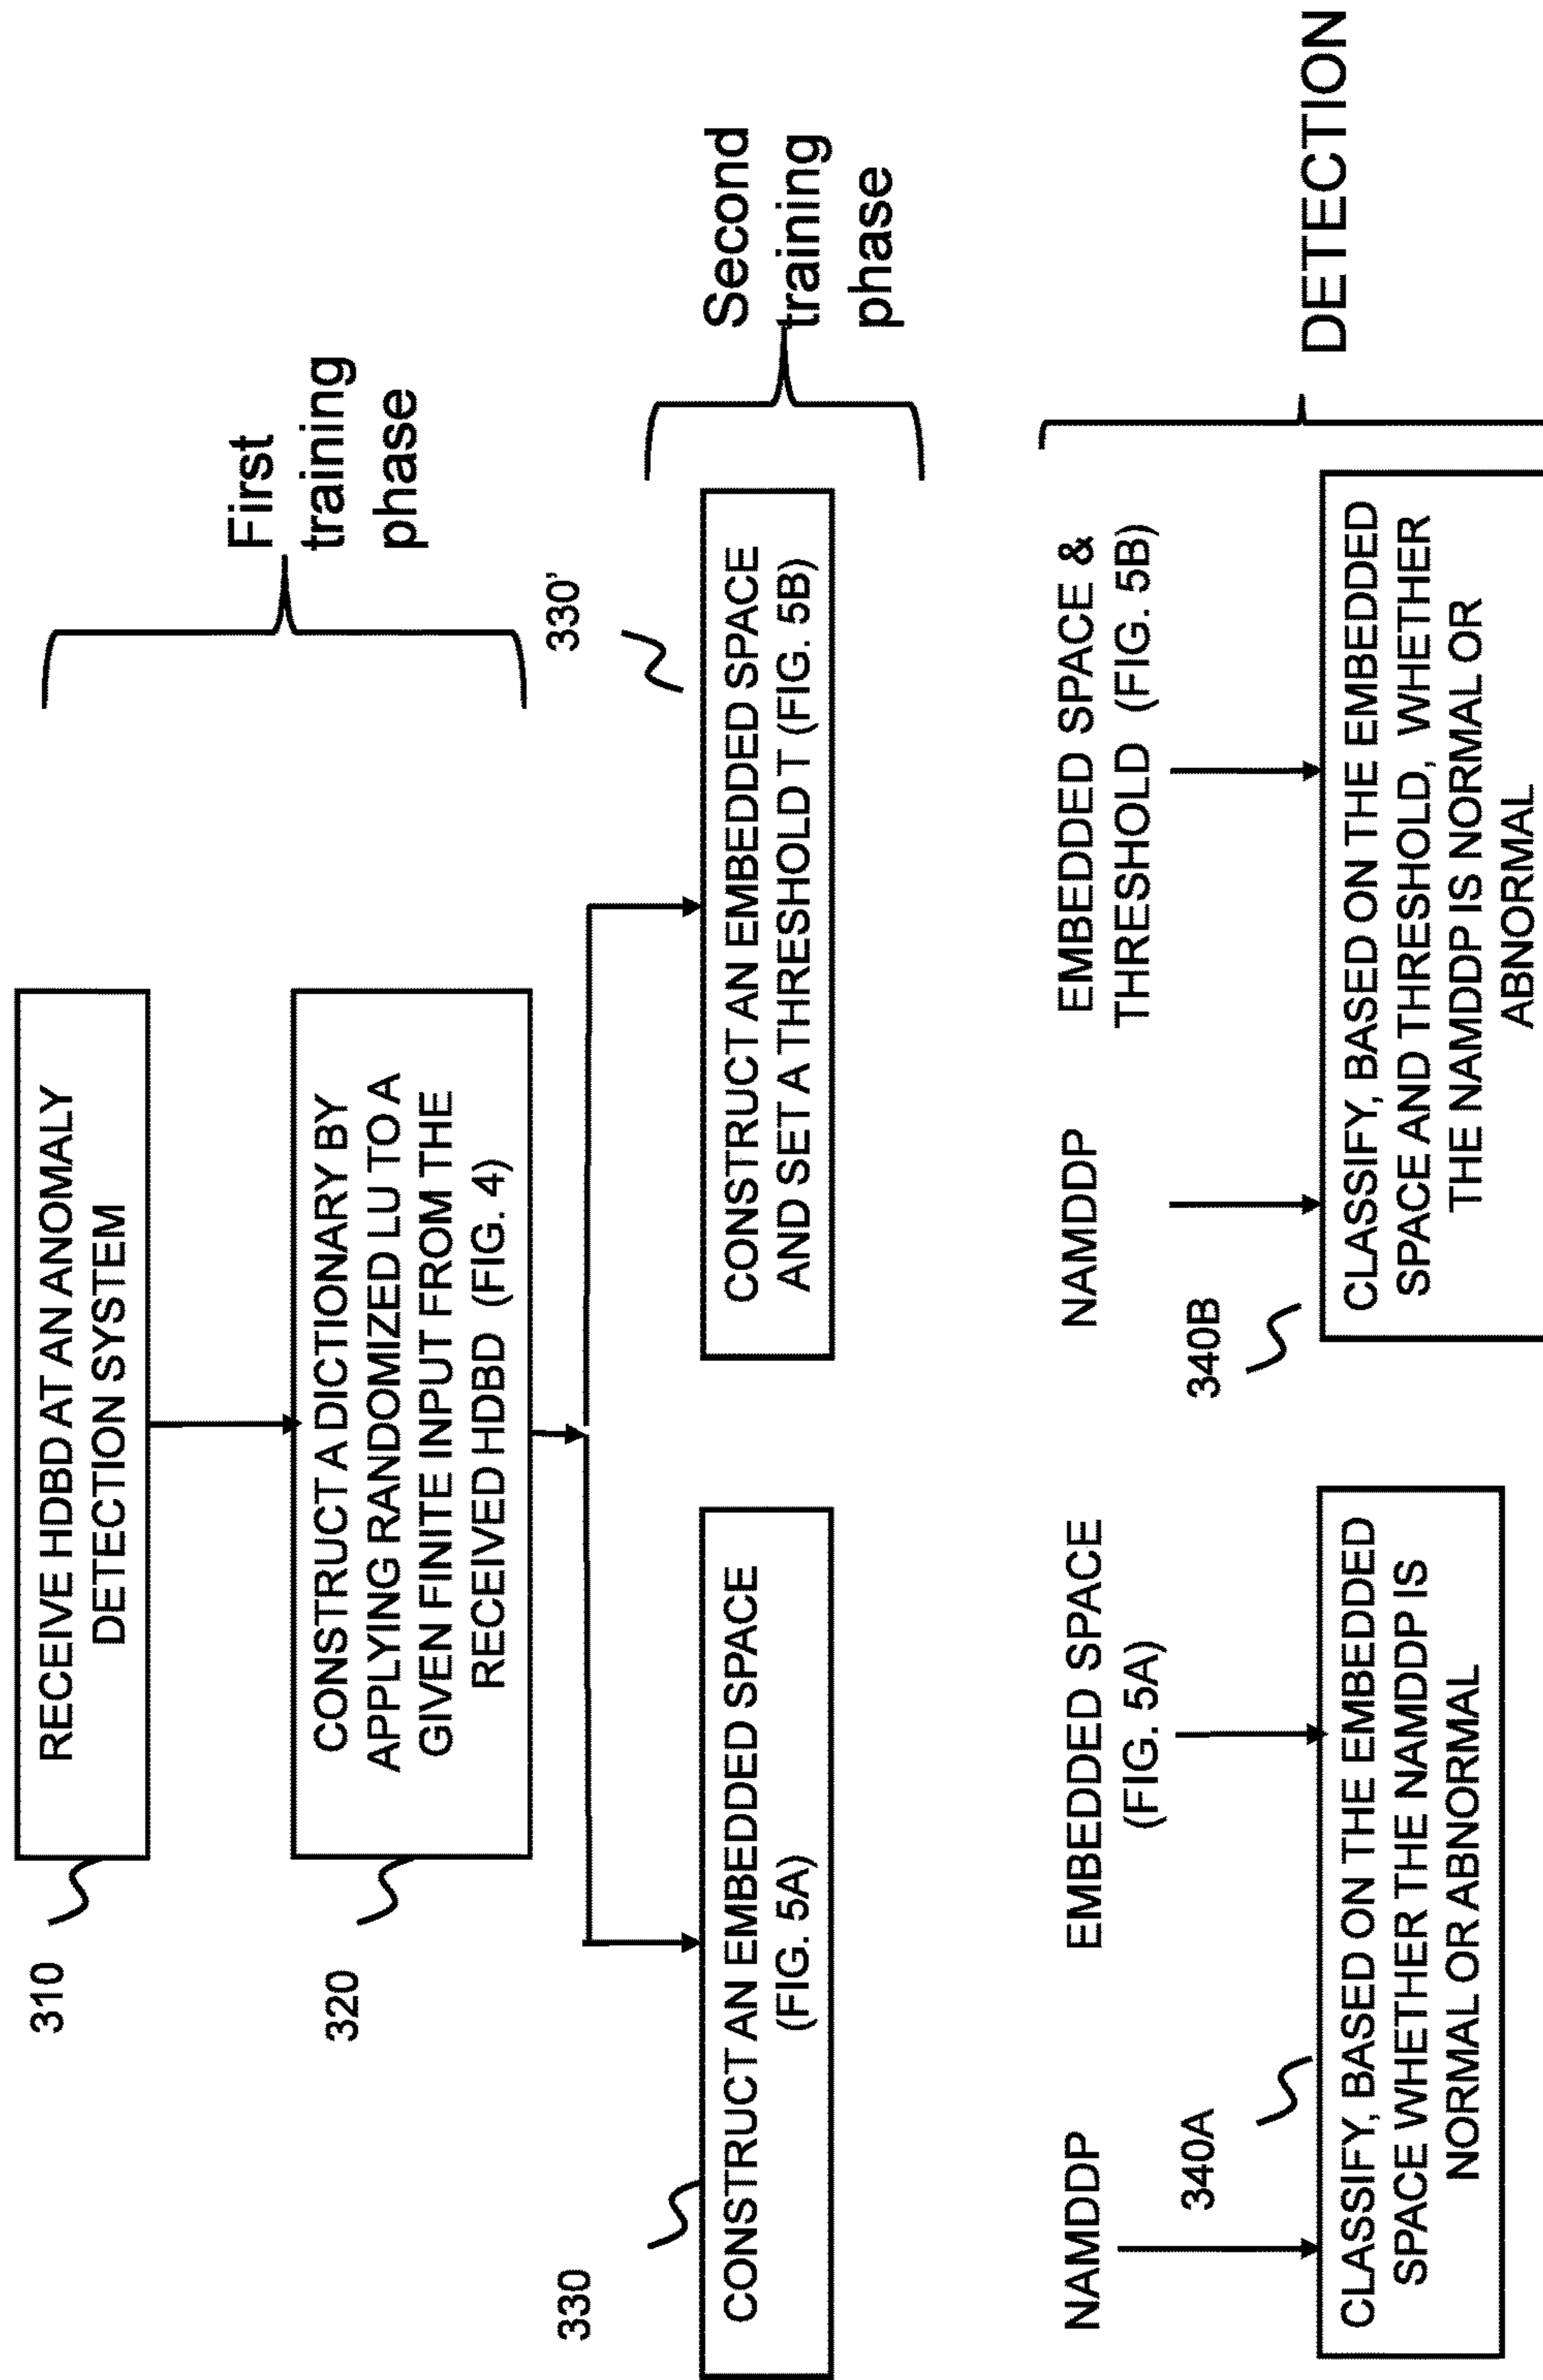 310
RECEIVE HDBD AT AN ANOMALY
DETECTION SYSTEM
320
CONSTRUCT A DICTIONARY BY
APPLYING RANDOMIZED LU TO A
GIVEN FINITE INPUT FROM THE
RECEIVED HDBD (FIG. 4)
First
training
phase
330
CONSTRUCT AN EMBEDDED SPACE
(FIG. 5A)
330'
CONSTRUCT AN EMBEDDED SPACE
AND SET A THRESHOLD T (FIG. 5B)
Second
training
phase
NAMDDP
EMBEDDED SPACE
(FIG. 5A)
340A
CLASSIFY, BASED ON THE EMBEDDED
SPACE WHETHER THE NAMDDP IS
NORMAL OR ABNORMAL
NAMDDP
EMBEDDED SPACE &
THRESHOLD (FIG. 5B)
340B
CLASSIFY, BASED ON THE EMBEDDED
SPACE AND THRESHOLD, WHETHER
THE NAMDDP IS NORMAL OR
ABNORMAL
DETECTION